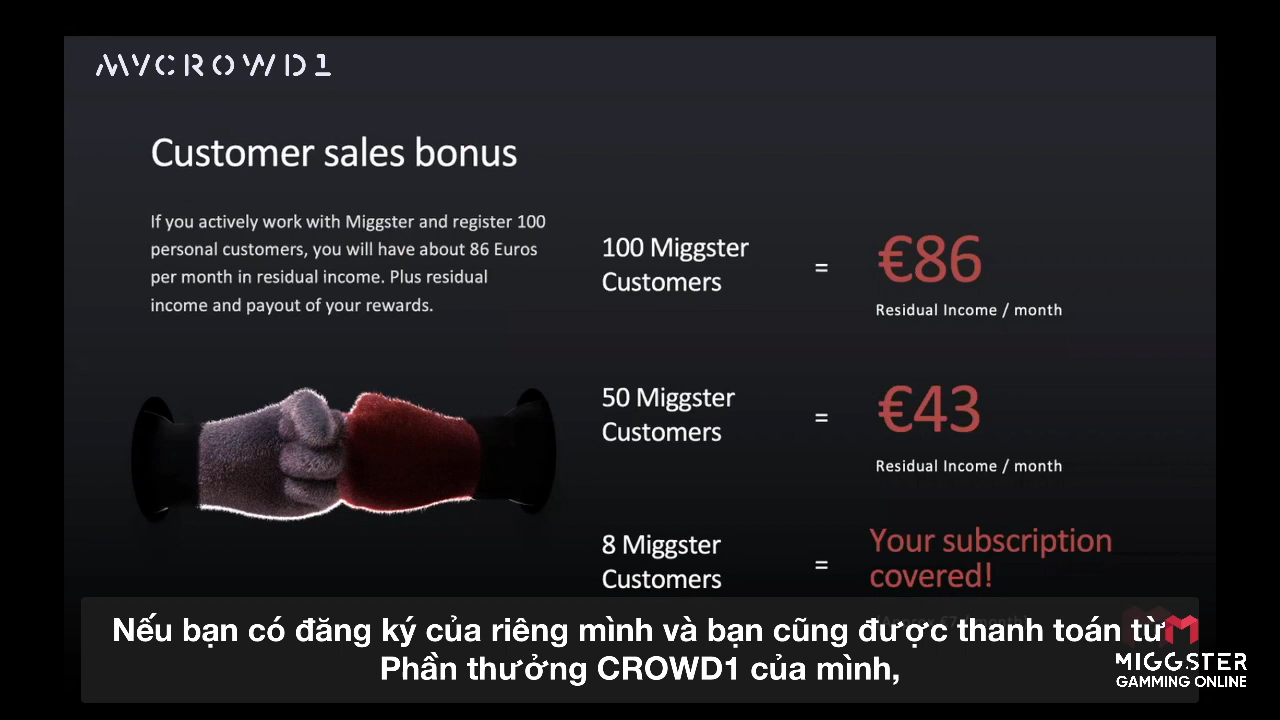 MYCROWD1
Customer sales bonus
If you actively work with Miggster and register 100
personal customers, you will have about 86 Euros
per month in residual income. Plus residual
income and payout of your rewards.
100 Miggster
Customers
=
€86
Residual Income / month
50 Miggster
Customers
=
€43
Residual Income / month
8 Miggster
Customers
=
Your subscription
covered!
Nếu bạn có đăng ký của riêng mình và bạn cũng được thanh toán từ
Phần thưởng CROWD1 của mình,
MIGGSTER
GAMMING ONLINE